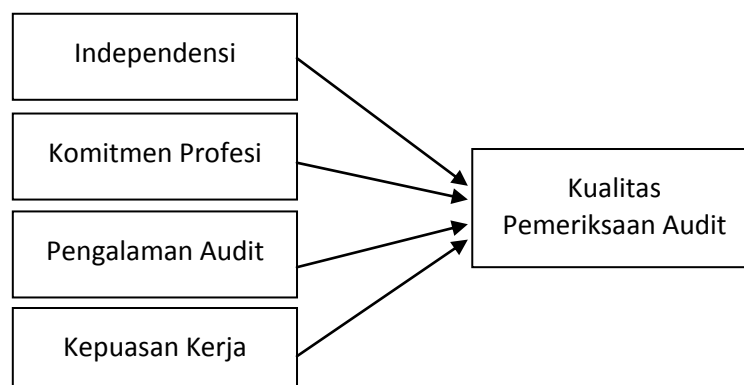 Independensi
Komitmen Profesi
Pengalaman Audit
Kepuasan Kerja
Kualitas
Pemeriksaan Audit